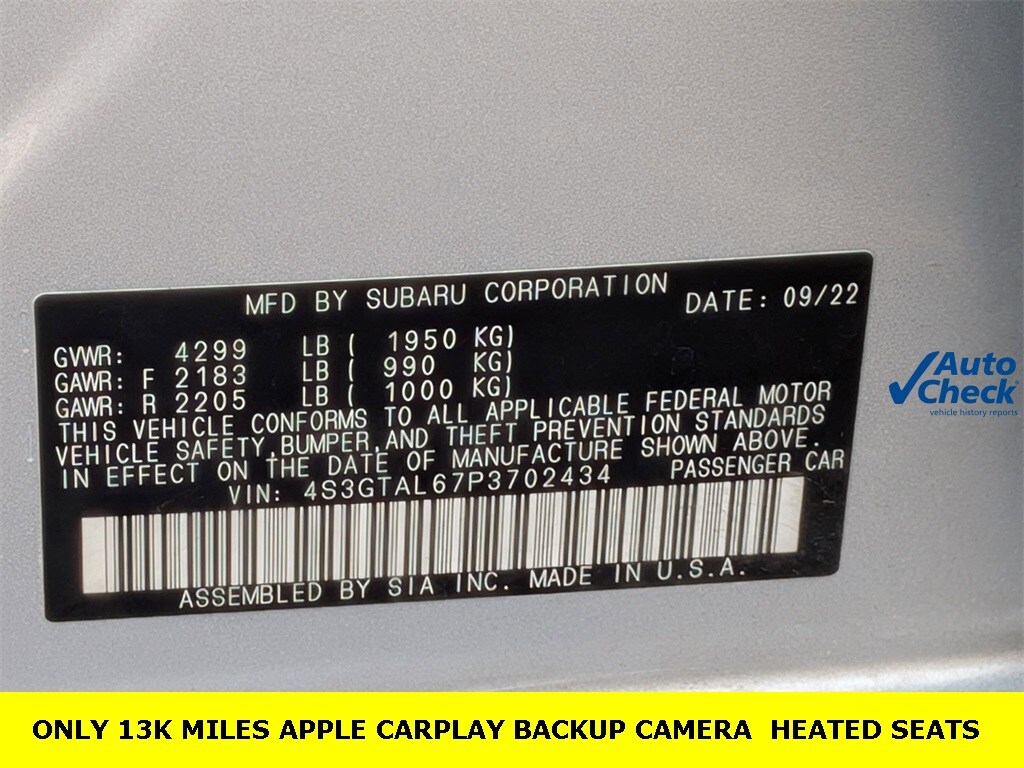 MFD BY SUBARU CORPORATION DATE: 09/22
GVWR: 4299 LB ( 1950 KG)
GAWR: F 2183 LB ( 990 KG)
GAWR: R 2205 LB ( 1000 KG)
THIS VEHICLE CONFORMS TO ALL APPLICABLE FEDERAL MOTOR
VEHICLE SAFETY,BUMPER,AND THEFT PREVENTION STANDARDS
IN EFFECT ON THE DATE OF MANUFACTURE SHOWN ABOVE.
VIN: 4S3GTAL67P3702434 PASSENGER CAR
ASSEMBLED BY SIA INC. MADE IN U.S.A.
Auto
Check
vehicle history reports
ONLY 13K MILES APPLE CARPLAY BACKUP CAMERA HEATED SEATS